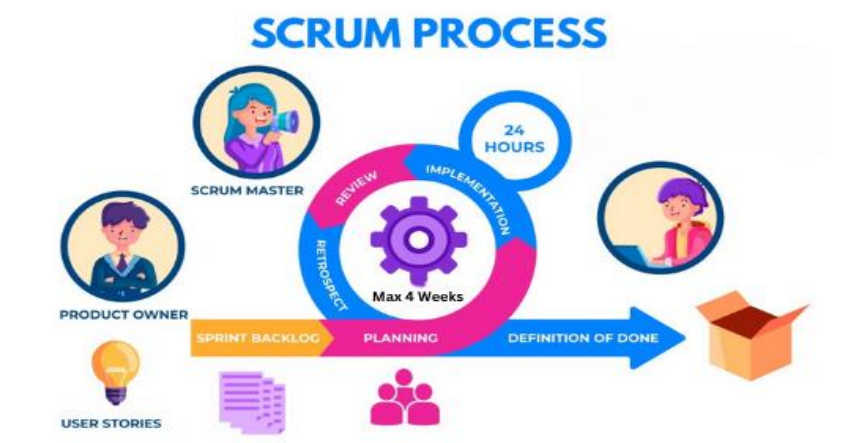 SCRUM PROCESS
24
HOURS
SCRUM MASTER
REVIEW
IMPLEMENTATION
RETROSPECT
Max 4 Weeks
PRODUCT OWNER
SPRINT BACKLOG
PLANNING
DEFINITION OF DONE
USER STORIES